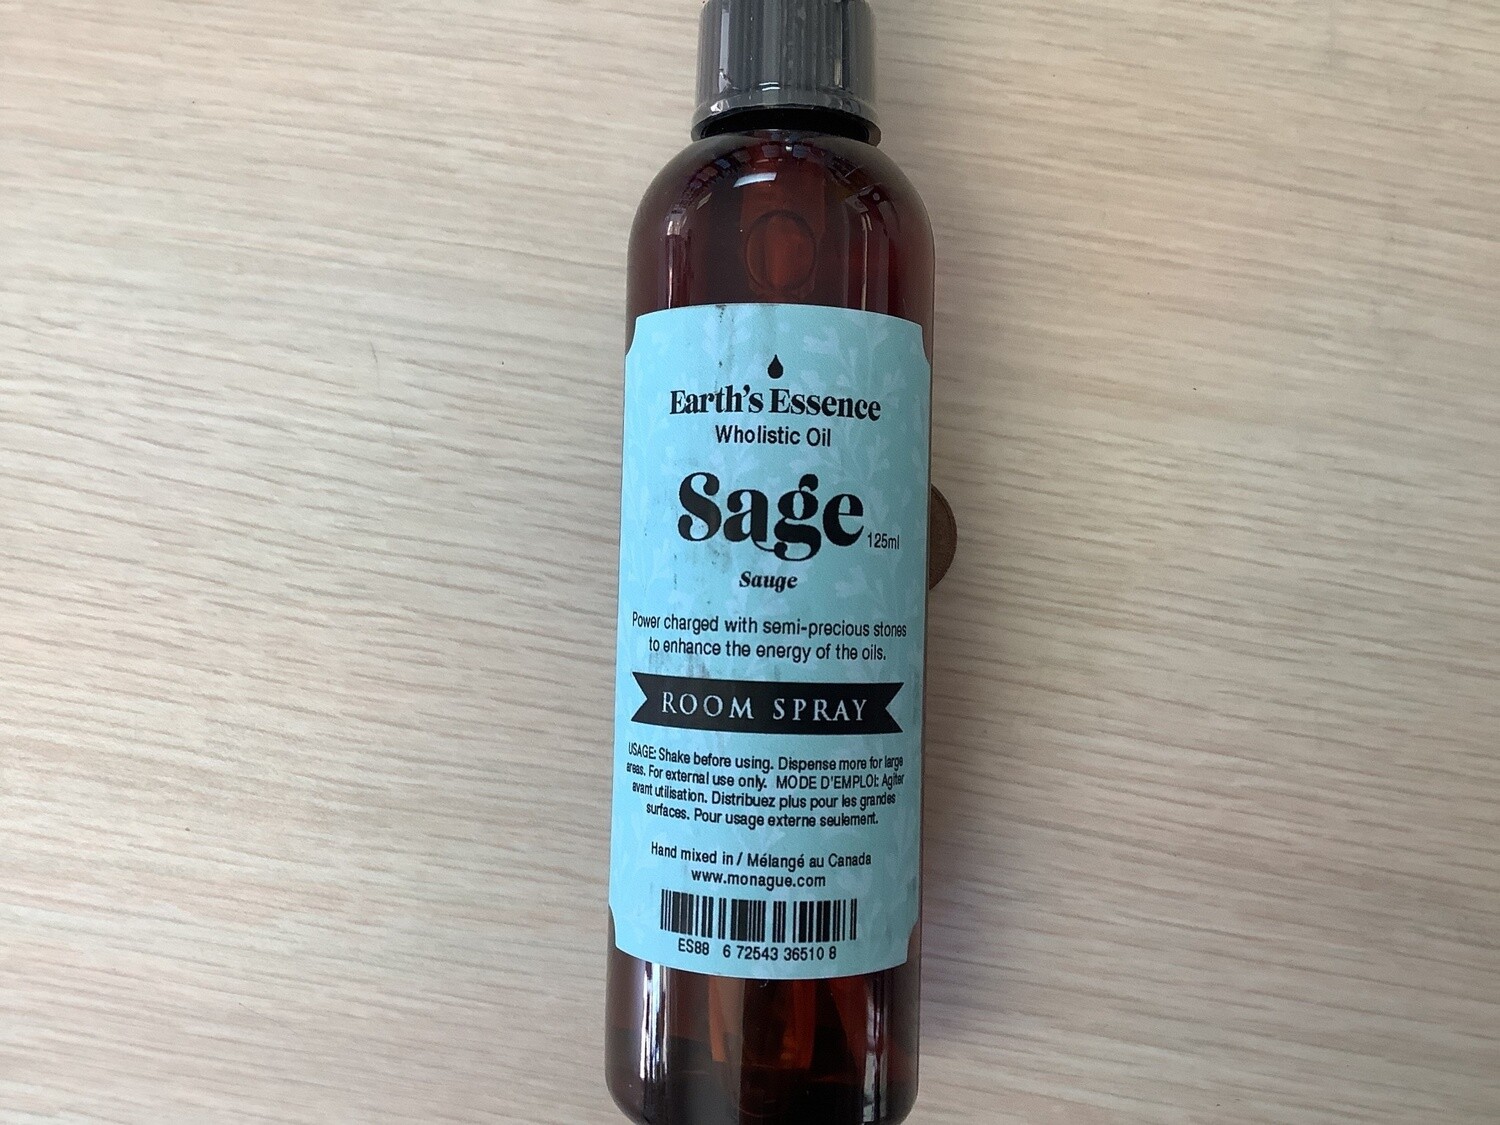 Earth's Essence
Wholistic Oil
Sage
125ml
Sauge
Power charged with semi-precious stones
to enhance the energy of the oils.
ROOM SPRAY
USAGE: Shake before using. Dispense more for large
areas. For external use only. MODE D'EMPLOI: Agiter
avant utilisation. Distribuez plus pour les grandes
surfaces. Pour usage externe seulement.
Hand mixed in / Mélangé au Canada
www.monague.com
ES88 6 72543 36510 8